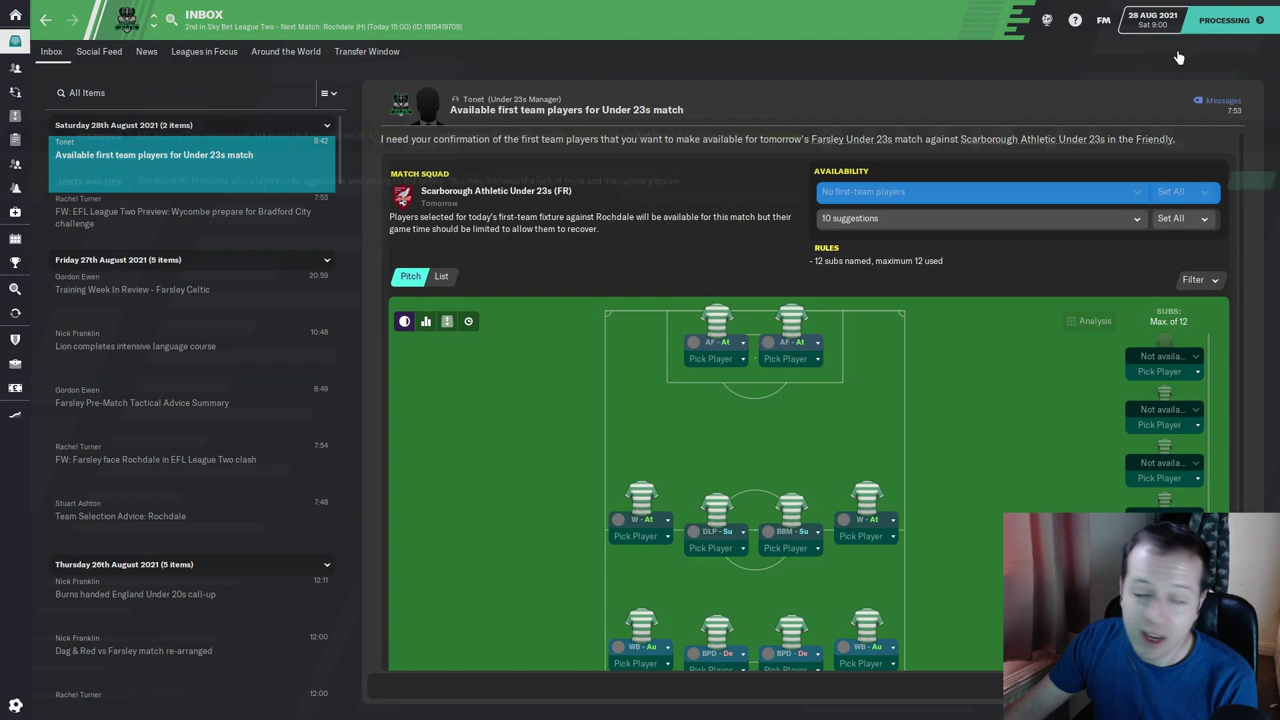 INBOX
2nd in Sky Bet League Two - Next Match: Rochdale (H) (Today 15:00) (ID:1915419709)
FM
28 AUG 2021
Sat 9:00
PROCESSING
Inbox
Social Feed
News
Leagues in Focus
Around the World
Transfer Window
All Items
Saturday 28th August 2021 (2 items)
Tonet
8:42
Available first team players for Under 23s match
Rachel Turner
7:53
FW: EFL League Two Preview: Wycombe prepare for Bradford City
challenge
Friday 27th August 2021 (5 items)
Gordon Ewen
20:59
Training Week In Review - Farsley Celtic
Nick Franklin
10:48
Lion completes intensive language course
Gordon Ewen
8:49
Farsley Pre-Match Tactical Advice Summary
Rachel Turner
7:54
FW: Farsley face Rochdale in EFL League Two clash
Stuart Ashton
7:48
Team Selection Advice: Rochdale
Thursday 26th August 2021 (5 items)
Nick Franklin
12:11
Burns handed England Under 20s call-up
Nick Franklin
12:00
Dag & Red vs Farsley match re-arranged
Rachel Turner
12:00
Tonet (Under 23s Manager)
Available first team players for Under 23s match
Messages
7:53
I need your confirmation of the first team players that you want to make available for tomorrow's Farsley Under 23s match against Scarborough Athletic Under 23s in the Friendly.
MATCH SQUAD
Scarborough Athletic Under 23s (FR)
Tomorrow
Players selected for today's first-team fixture against Rochdale will be available for this match but their
game time should be limited to allow them to recover.
AVAILABILITY
No first-team players
Set All
10 suggestions
Set All
RULES
- 12 subs named, maximum 12 used
Pitch
List
Filter
Analysis
SUBS:
Max. of 12
Not availa...
Pick Player
Not availa...
Pick Player
Not availa...
Pick Player
AF - At
Pick Player
AF - At
Pick Player
W - At
Pick Player
DLP - Su
Pick Player
BBM - Su
Pick Player
W - At
Pick Player
WB - Au
Pick Player
BPD - De
Pick Player
BPD - De
Pick Player
WB - Au
Pick Player